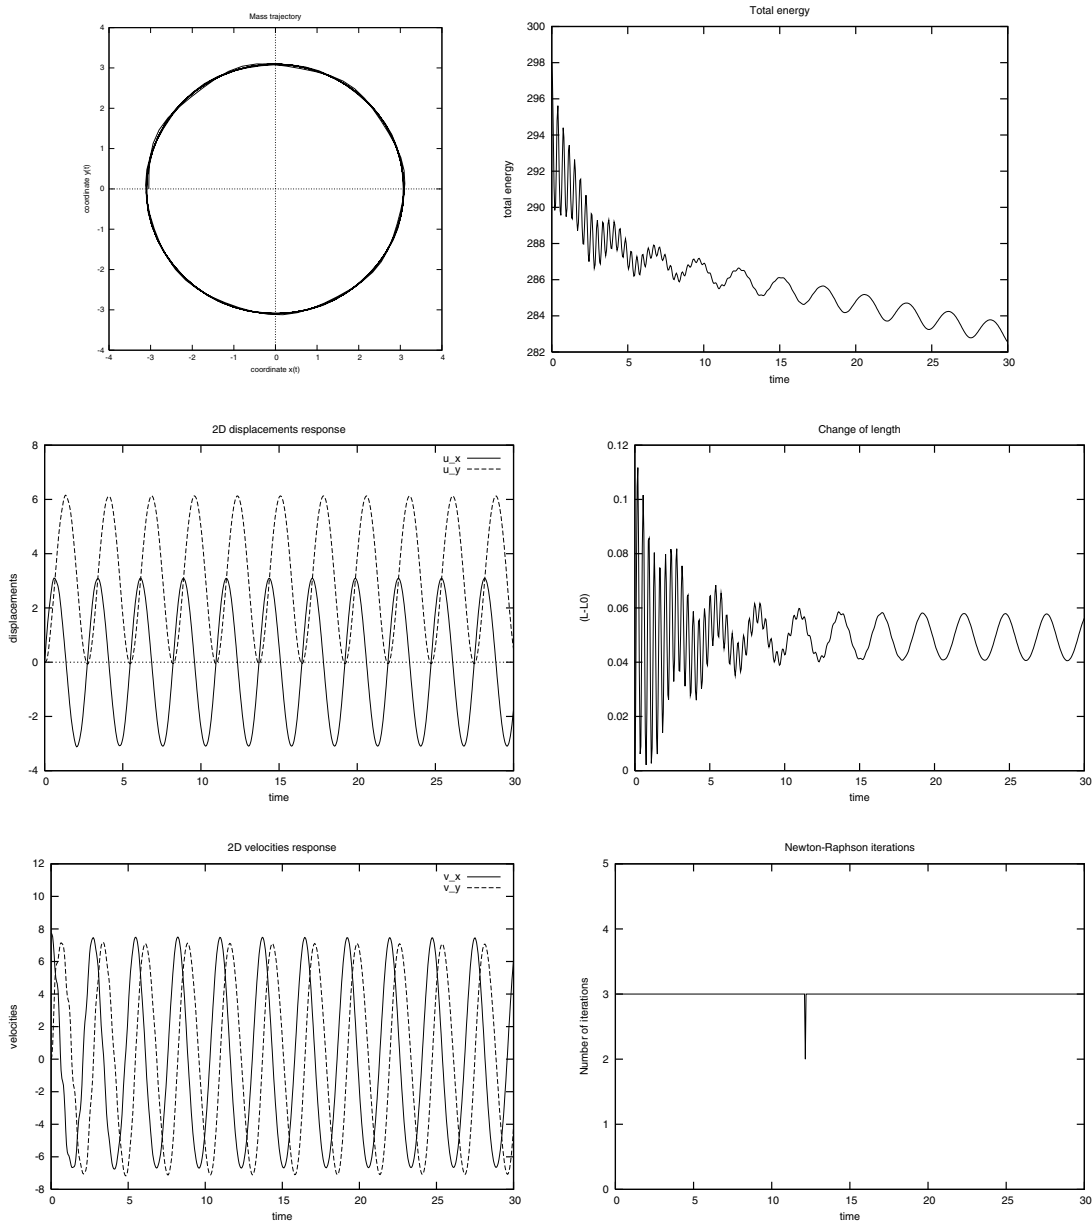 Mass trajectory
4
3
2
1
0
-1
-2
-3
-4
-4 -3 -2 -1 0 1 2 3 4
coordinate y(t)
coordinate x(t)
Total energy
300
298
296
294
292
290
288
286
284
282
0 5 10 15 20 25 30
total energy
time
2D displacements response
u_x
u_y
8
6
4
2
0
-2
-4
0 5 10 15 20 25 30
displacements
time
Change of length
0.12
0.1
0.08
0.06
0.04
0.02
0
0 5 10 15 20 25 30
(L-L0)
time
2D velocities response
v_x
v_y
12
10
8
6
4
2
0
-2
-4
-6
-8
0 5 10 15 20 25 30
velocities
time
Newton-Raphson iterations
5
4
3
2
1
0
0 5 10 15 20 25 30
Number of iterations
time